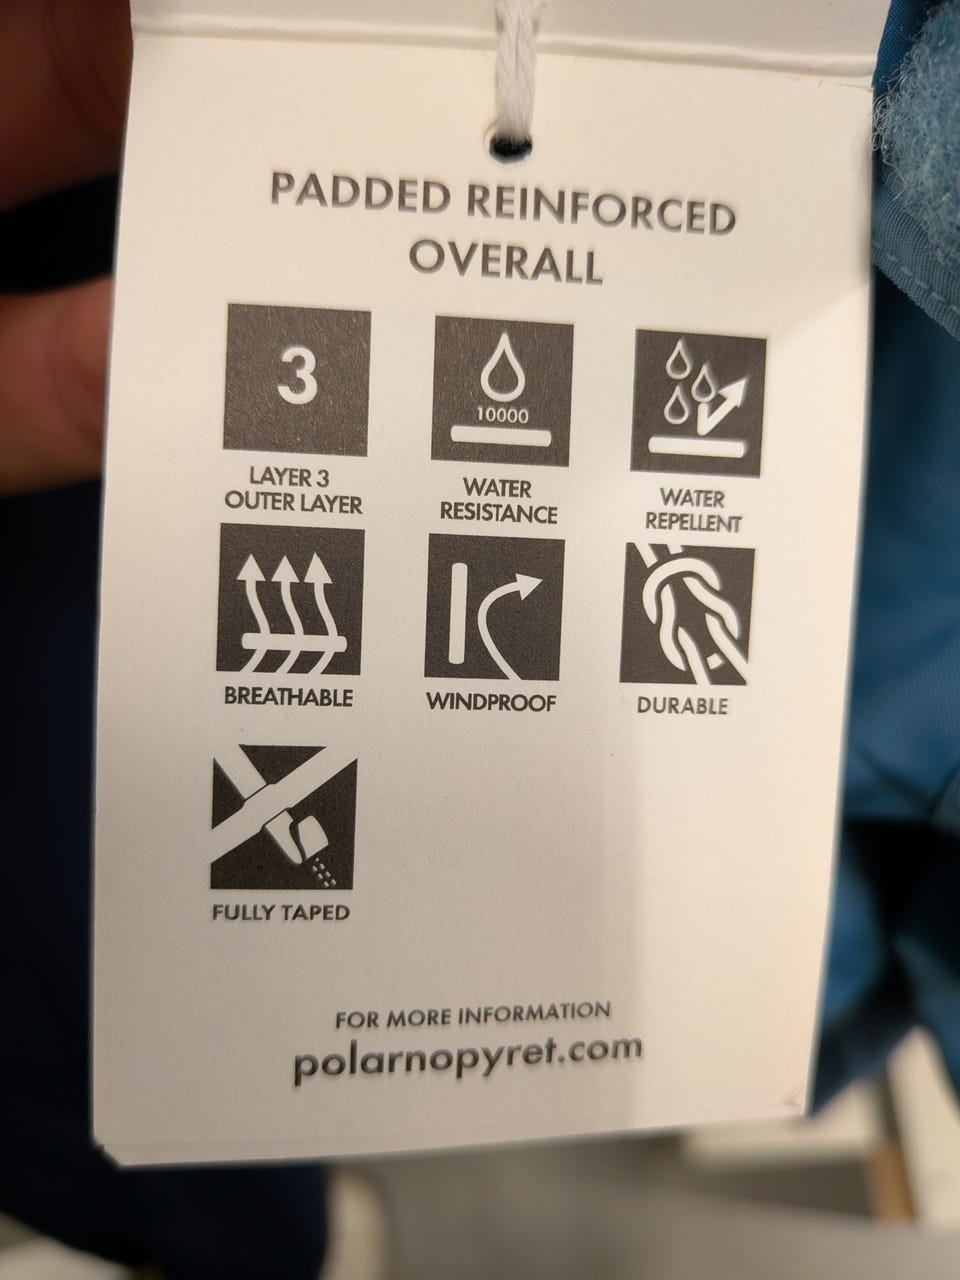 PADDED REINFORCED
OVERALL
3
10000
LAYER 3
OUTER LAYER
WATER
RESISTANCE
WATER
REPELLENT
BREATHABLE
WINDPROOF
DURABLE
FULLY TAPED
FOR MORE INFORMATION
polarnopyret.com